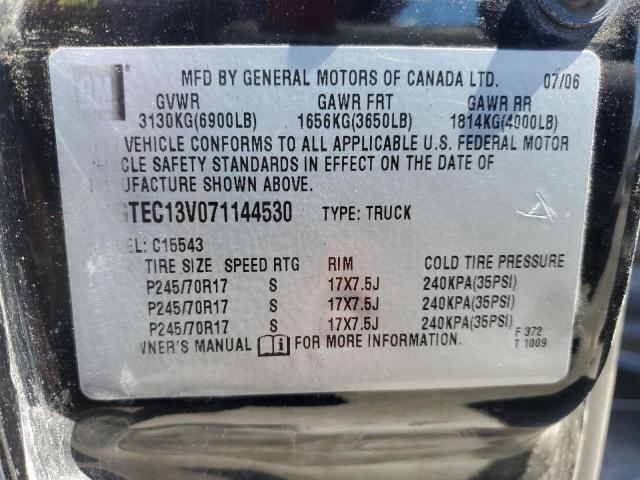 GM ®
MFD BY GENERAL MOTORS OF CANADA LTD. 07/06
GVWR GAWR FRT GAWR RR
3130KG(6900LB) 1656KG(3650LB) 1814KG(4000LB)
VEHICLE CONFORMS TO ALL APPLICABLE U.S. FEDERAL MOTOR
CLE SAFETY STANDARDS IN EFFECT ON THE DATE OF
UFACTURE SHOWN ABOVE.
GTEC13V071144530 TYPE: TRUCK
EL: C15543
TIRE SIZE SPEED RTG RIM COLD TIRE PRESSURE
P245/70R17 S 17X7.5J 240KPA(35PSI)
P245/70R17 S 17X7.5J 240KPA(35PSI)
P245/70R17 S 17X7.5J 240KPA(35PSI)
WNER'S MANUAL i FOR MORE INFORMATION.
F 372
T 1009